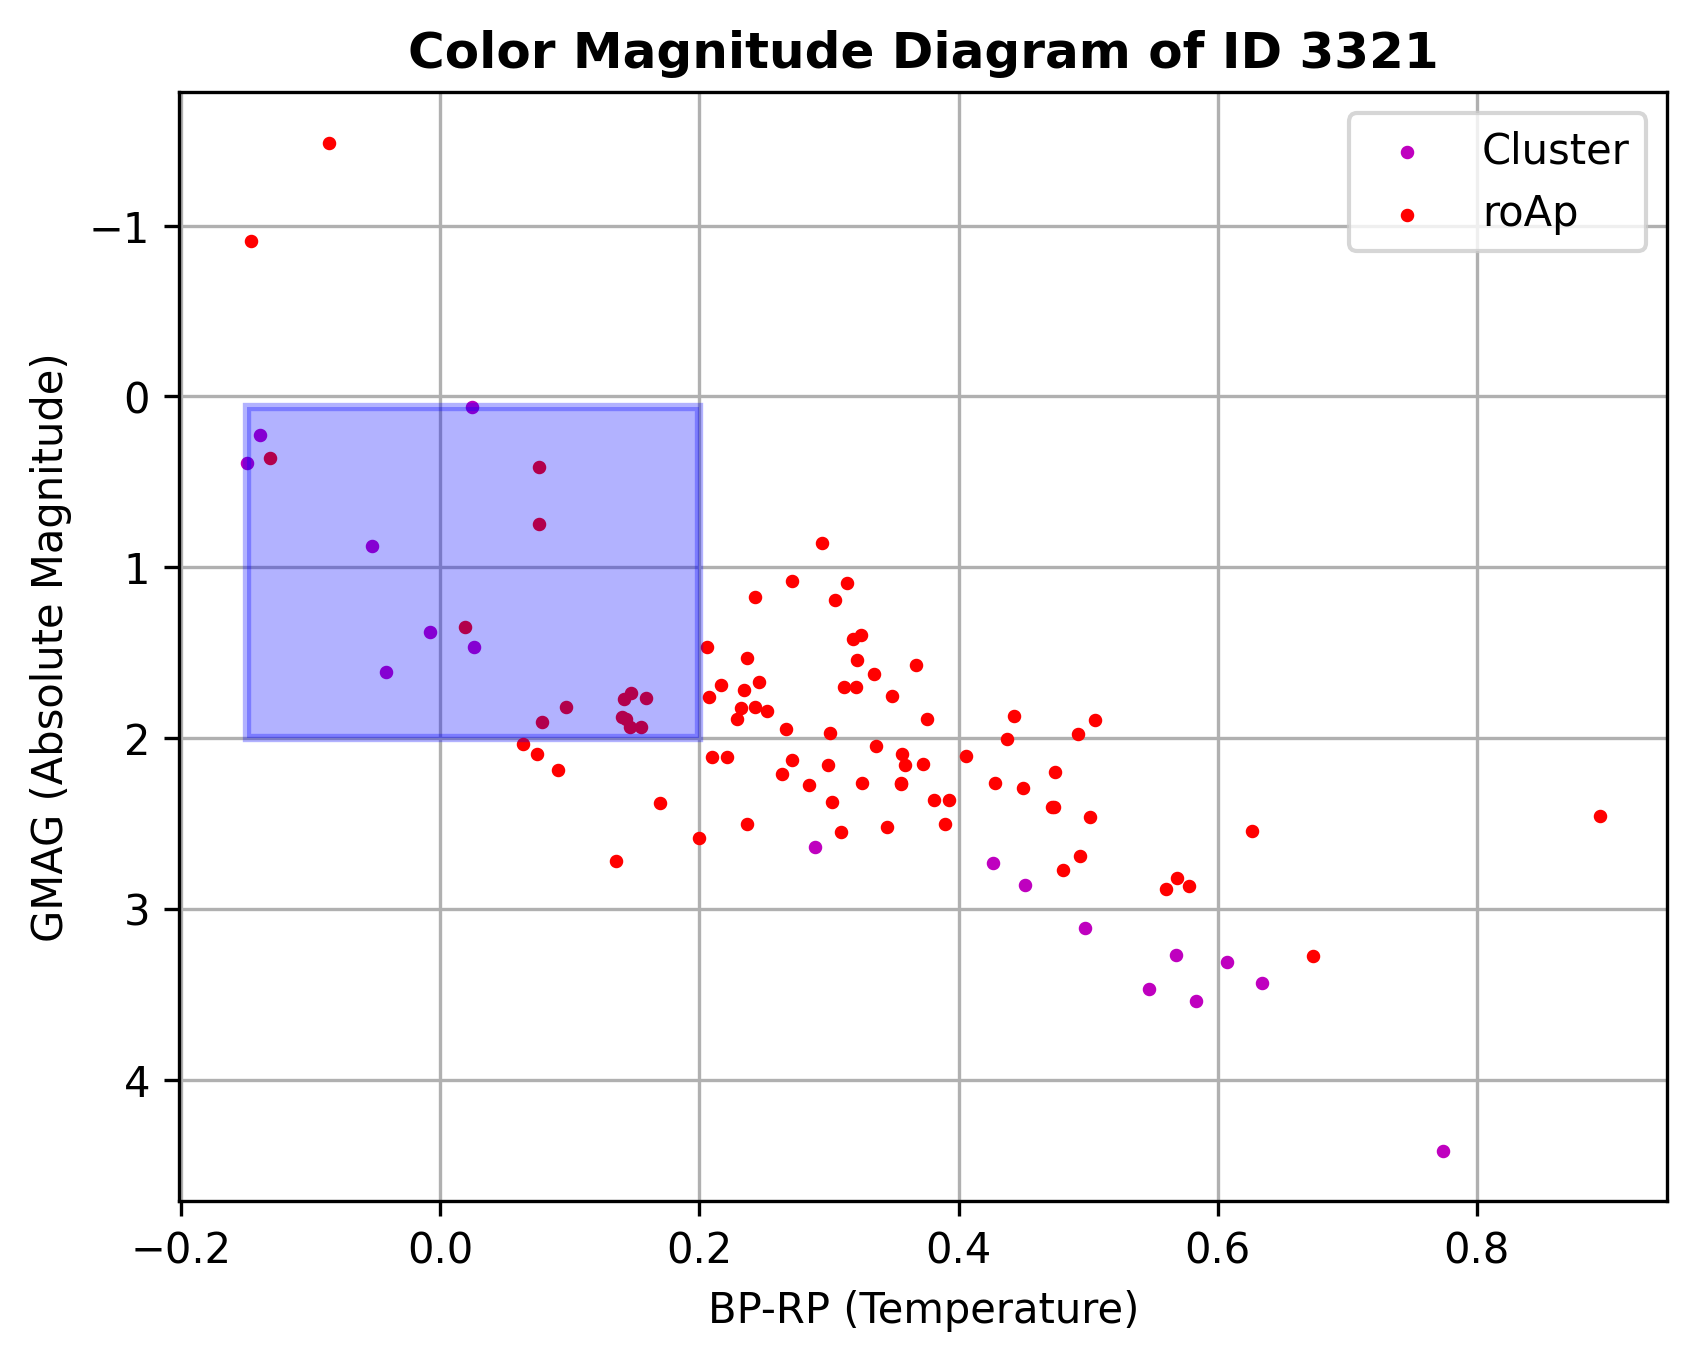 Color Magnitude Diagram of ID 3321
Cluster
roAp
GMAG (Absolute Magnitude)
−1
0
1
2
3
4
−0.2 0.0 0.2 0.4 0.6 0.8
BP-RP (Temperature)